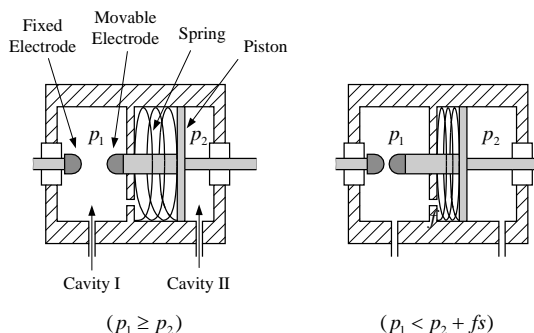 Fixed
Electrode
Movable
Electrode
Spring
Piston
p₁
p₂
Cavity I
Cavity II
(p₁ ≥ p₂)
p₁
p₂
(p₁ < p₂ + fs)